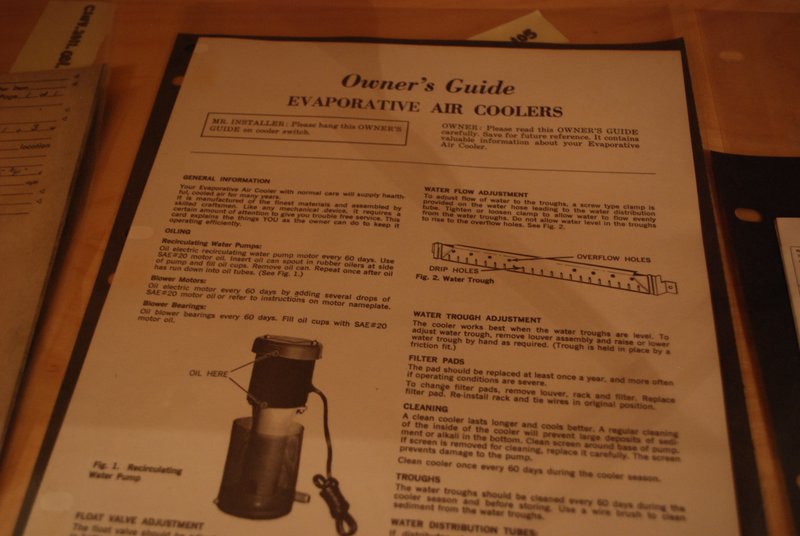 Owner's Guide
EVAPORATIVE AIR COOLERS
MR. INSTALLER: Please hang this OWNER'S
GUIDE on cooler switch.
OWNER: Please read this OWNER'S GUIDE
carefully. Save for future reference. It contains
valuable information about your Evaporative
Air Cooler.
GENERAL INFORMATION
Your Evaporative Air Cooler with normal care will supply health-
ful, cooled air for many years.
It is manufactured of the finest materials and assembled by
skilled craftsmen. Like any mechanical device, it requires a
certain amount of attention to give you trouble free service. This
card explains the things YOU as the owner can do to keep it
operating efficiently.
OILING
Recirculating Water Pumps:
Oil electric recirculating water pump motor every 60 days. Use
SAE#20 motor oil. Insert oil can spout in rubber oilers at side
of pump and fill oil cups. Remove oil can. Repeat once after oil
has run down into oil tubes. (See Fig. 1.)
Blower Motors:
Oil electric motor every 60 days by adding several drops of
SAE#20 motor oil or refer to instructions on motor nameplate.
Blower Bearings:
Oil blower bearings every 60 days. Fill oil cups with SAE#20
motor oil.
OIL HERE
Fig. 1. Recirculating
Water Pump
FLOAT VALVE ADJUSTMENT
The float valve should be
WATER FLOW ADJUSTMENT
To adjust flow of water to the troughs, a screw type clamp is
provided on the water hose leading to the water distribution
tube. Tighten or loosen clamp to allow water to flow evenly
from the water troughs. Do not allow water level in the troughs
to rise to the overflow holes. See Fig. 2.
OVERFLOW HOLES
DRIP HOLES
Fig. 2. Water Trough
WATER TROUGH ADJUSTMENT
The cooler works best when the water troughs are level. To
adjust water trough, remove louver assembly and raise or lower
water trough by hand as required. (Trough is held in place by a
friction fit.)
FILTER PADS
The pad should be replaced at least once a year, and more often
if operating conditions are severe.
To change filter pads, remove louver, rack and filter. Replace
filter pad. Re-install rack and tie wires in original position.
CLEANING
A clean cooler lasts longer and cools better. A regular cleaning
of the inside of the cooler will prevent large deposits of sedi-
ment or alkali in the bottom. Clean screen around base of pump.
If screen is removed for cleaning, replace it carefully. The screen
prevents damage to the pump.
Clean cooler once every 60 days during the cooler season.
TROUGHS
The water troughs should be cleaned every 60 days during the
cooler season and before storing. Use a wire brush to clean
sediment from the water troughs.
WATER DISTRIBUTION TUBES:
location